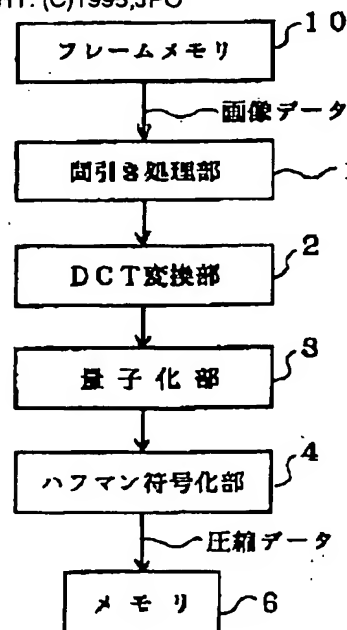 (C)1995,JPO
フレームメモリ
10
画像データ
間引き処理部
DCT変換部
2
量子化部
3
ハフマン符号化部
4
圧縮データ
メモリ
6